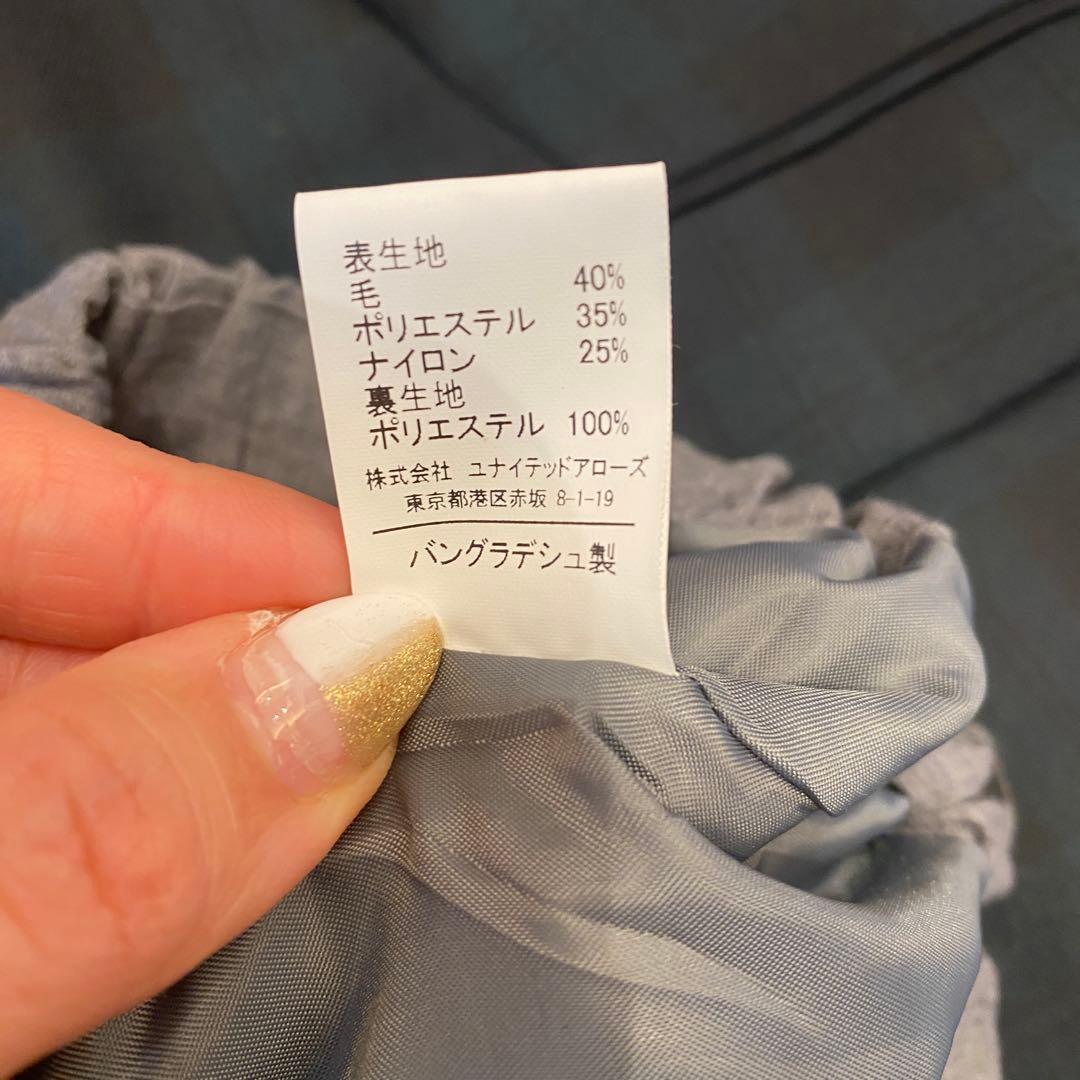 表生地
毛 40%
ポリエステル 35%
ナイロン 25%
裏生地
ポリエステル 100%
株式会社 ユナイテッドアローズ
東京都港区赤坂 8-1-19
バングラデシュ製